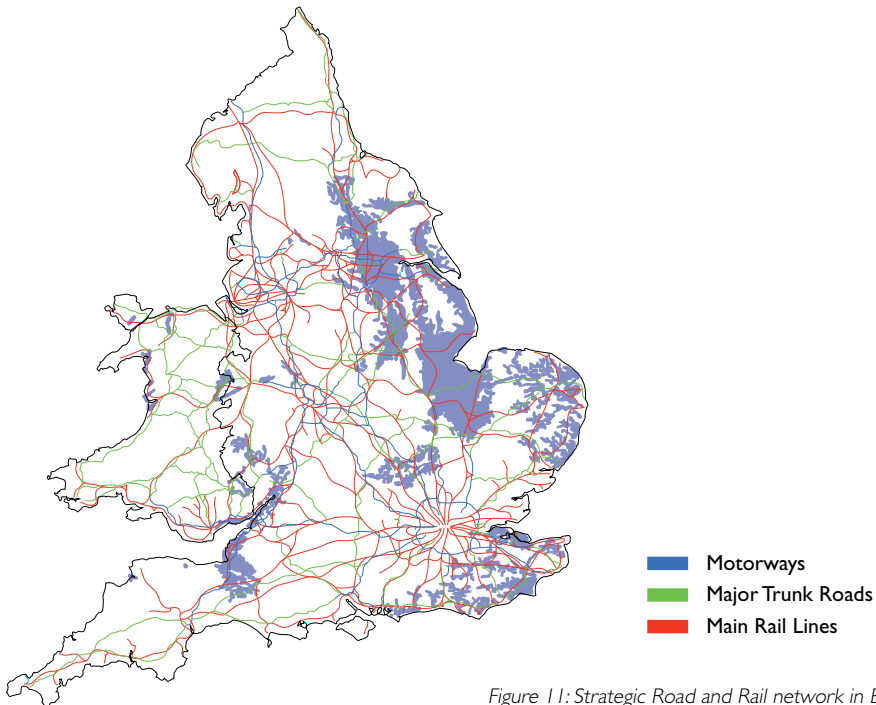 Motorways
Major Trunk Roads
Main Rail Lines
Figure 11: Strategic Road and Rail network in